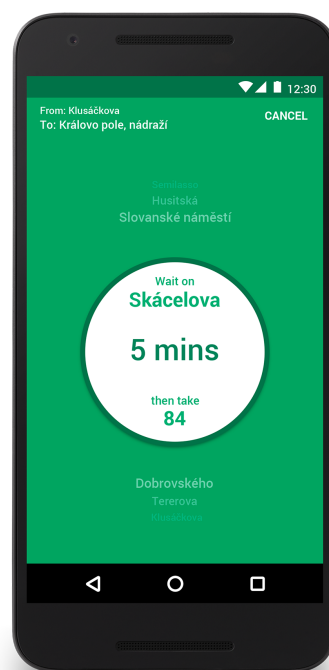 12:30
From: Klusáčkova
To: Královo pole, nádraží
CANCEL
Semilasso
Husitská
Slovanské náměstí
Wait on
Skácelova
5 mins
then take
84
Dobrovského
Tererova
Klusáčkova